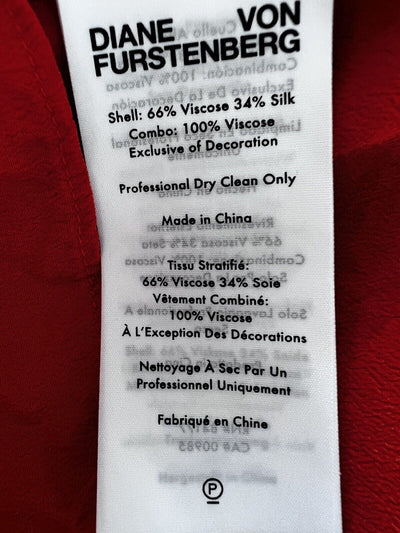 DIANE VON
FURSTENBERG
Shell: 66% Viscose 34% Silk
Combo: 100% Viscose
Exclusive of Decoration
Professional Dry Clean Only
Made in China
Tissu Stratifié:
66% Viscose 34% Soie
Vêtement Combiné:
100% Viscose
À L'Exception Des Décorations
Nettoyage À Sec Par Un
Professionel Uniquement
Fabriqué en Chine
P